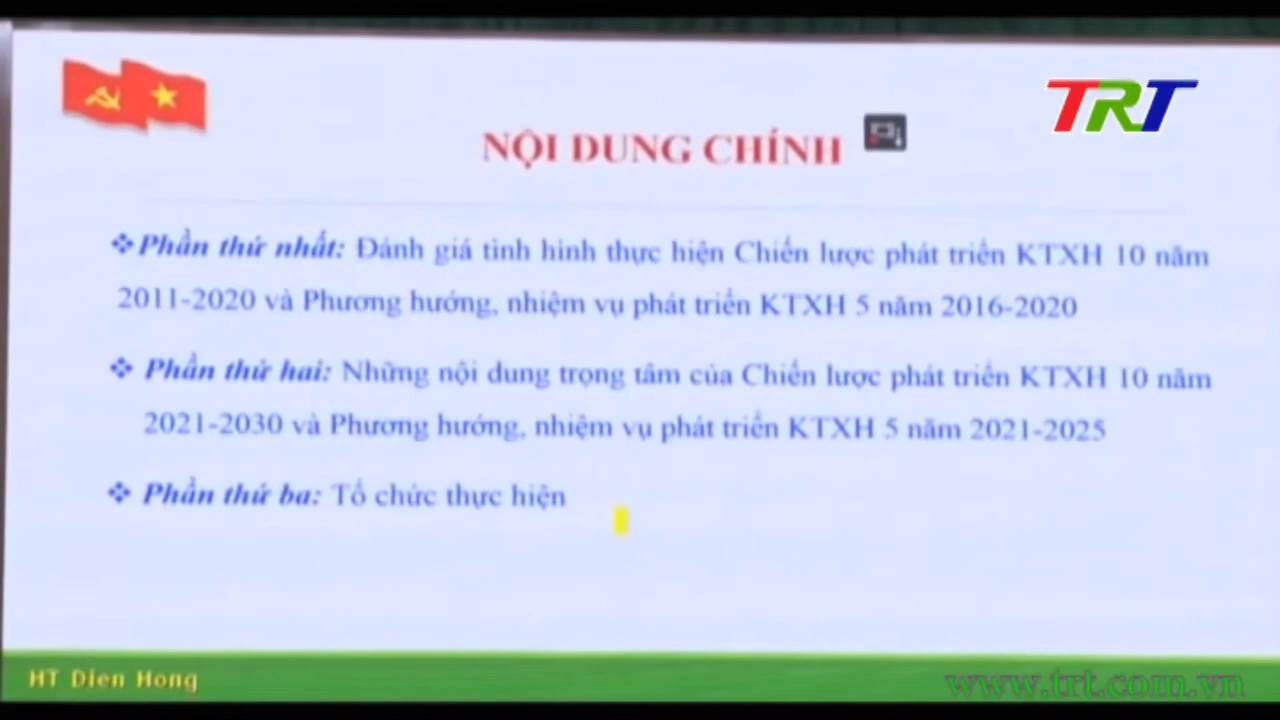 TRT
NỘI DUNG CHÍNH
❖Phần thứ nhất: Đánh giá tình hình thực hiện Chiến lược phát triển KTXH 10 năm
2011-2020 và Phương hướng, nhiệm vụ phát triển KTXH 5 năm 2016-2020
❖ Phần thứ hai: Những nội dung trọng tâm của Chiến lược phát triển KTXH 10 năm
2021-2030 và Phương hướng, nhiệm vụ phát triển KTXH 5 năm 2021-2025
❖ Phần thứ ba: Tổ chức thực hiện
HT Dien Hong
www.trt.com.vn